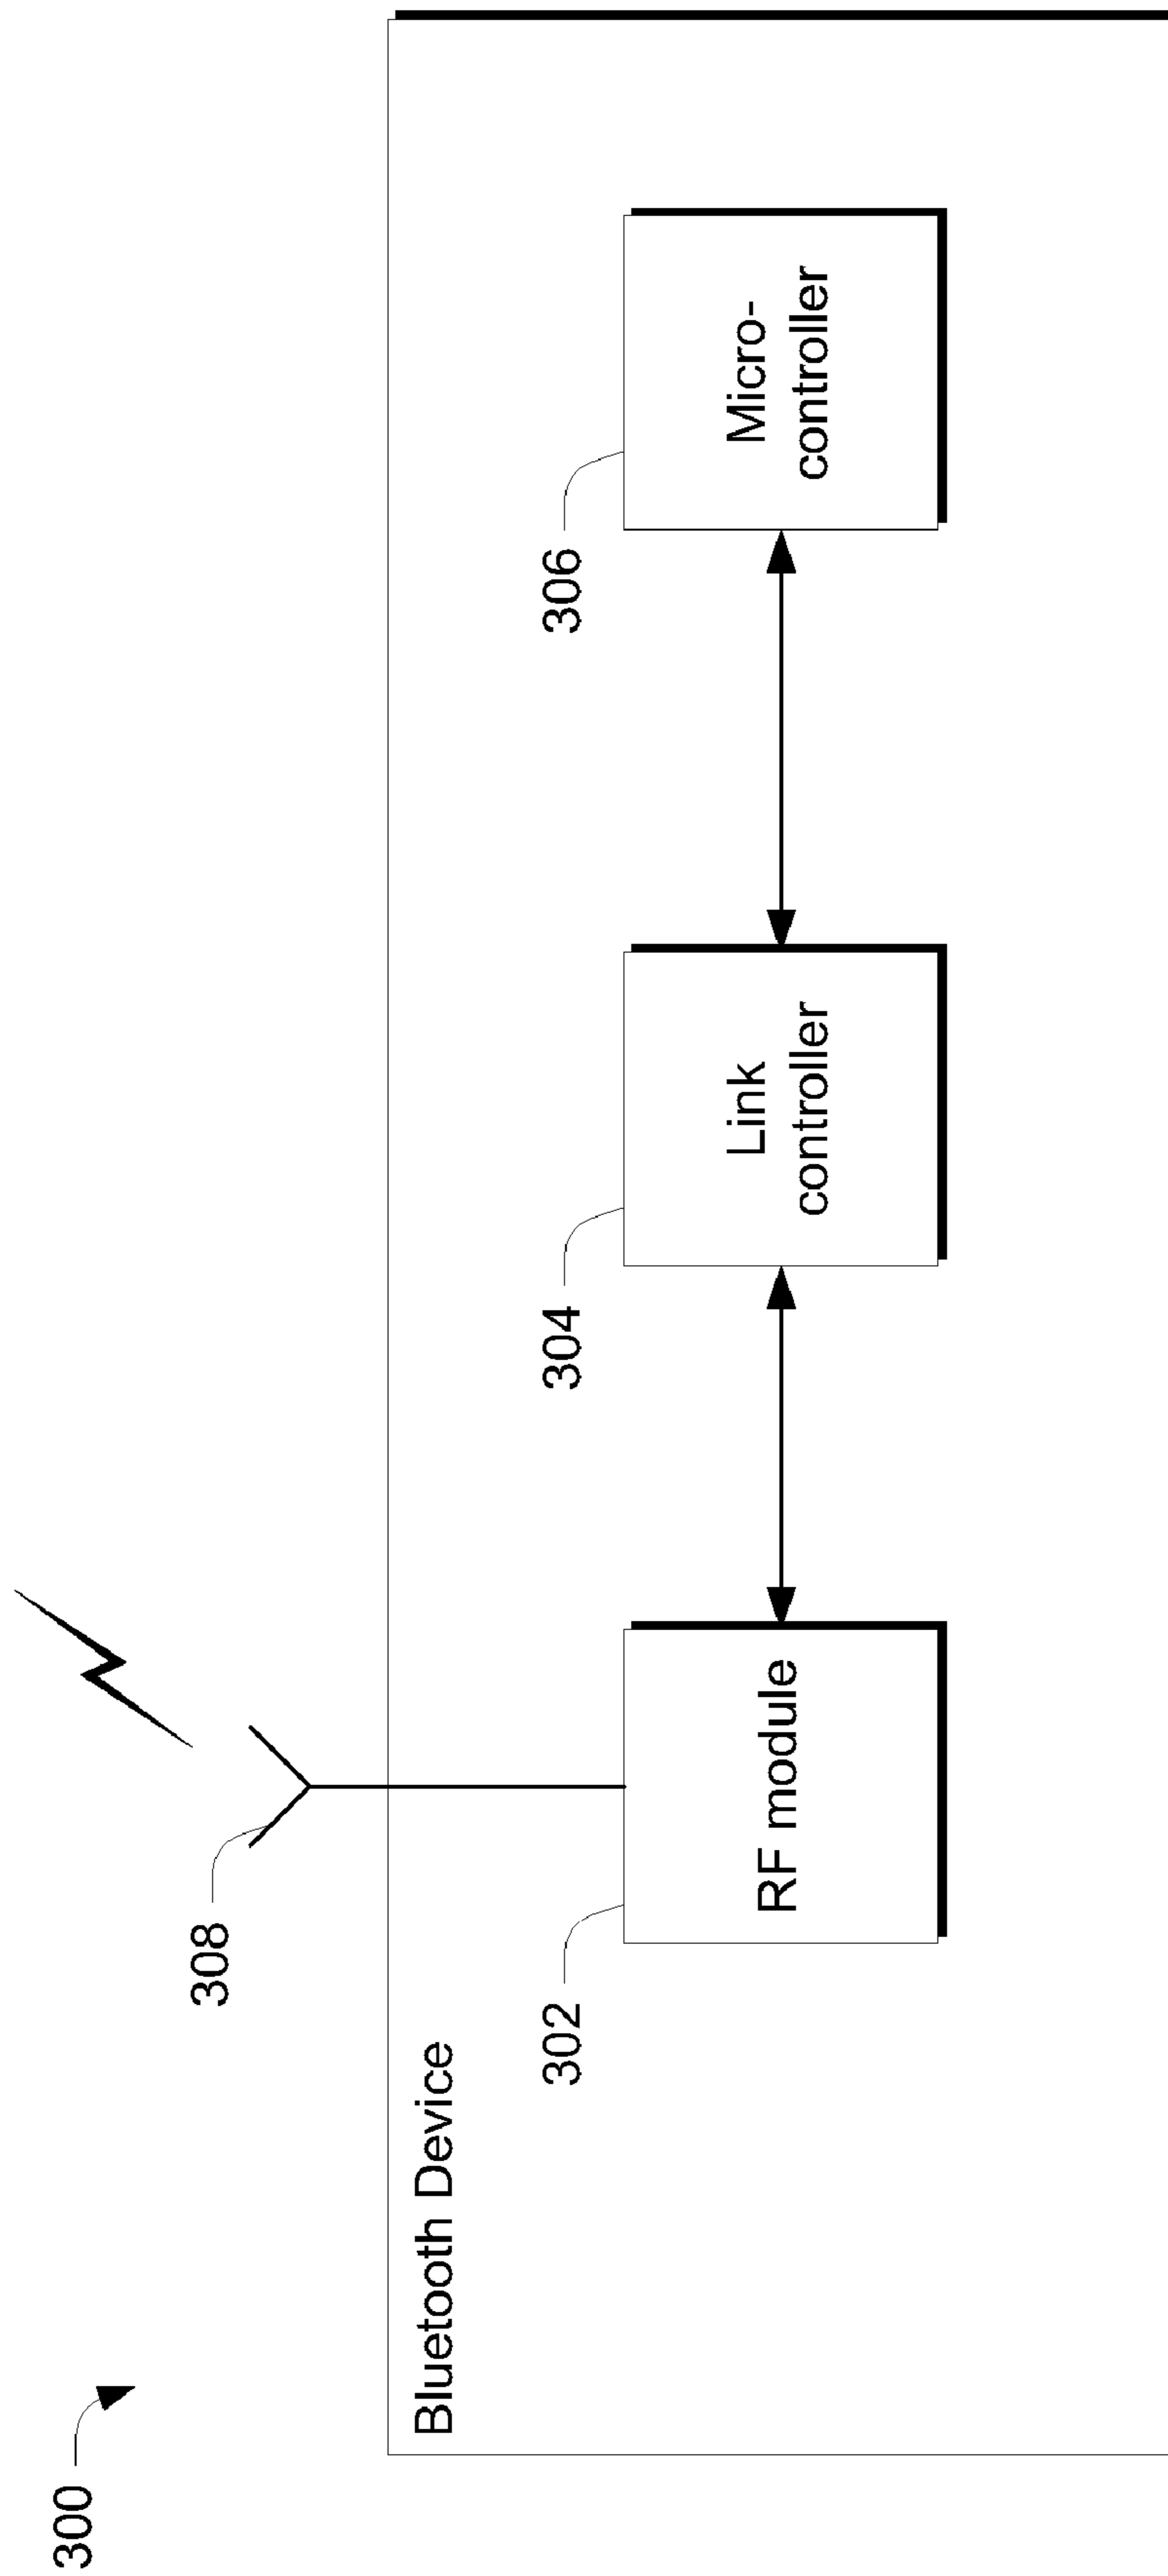 300
308
Bluetooth Device
302
304
306
RF module
Link
controller
Micro-
controller